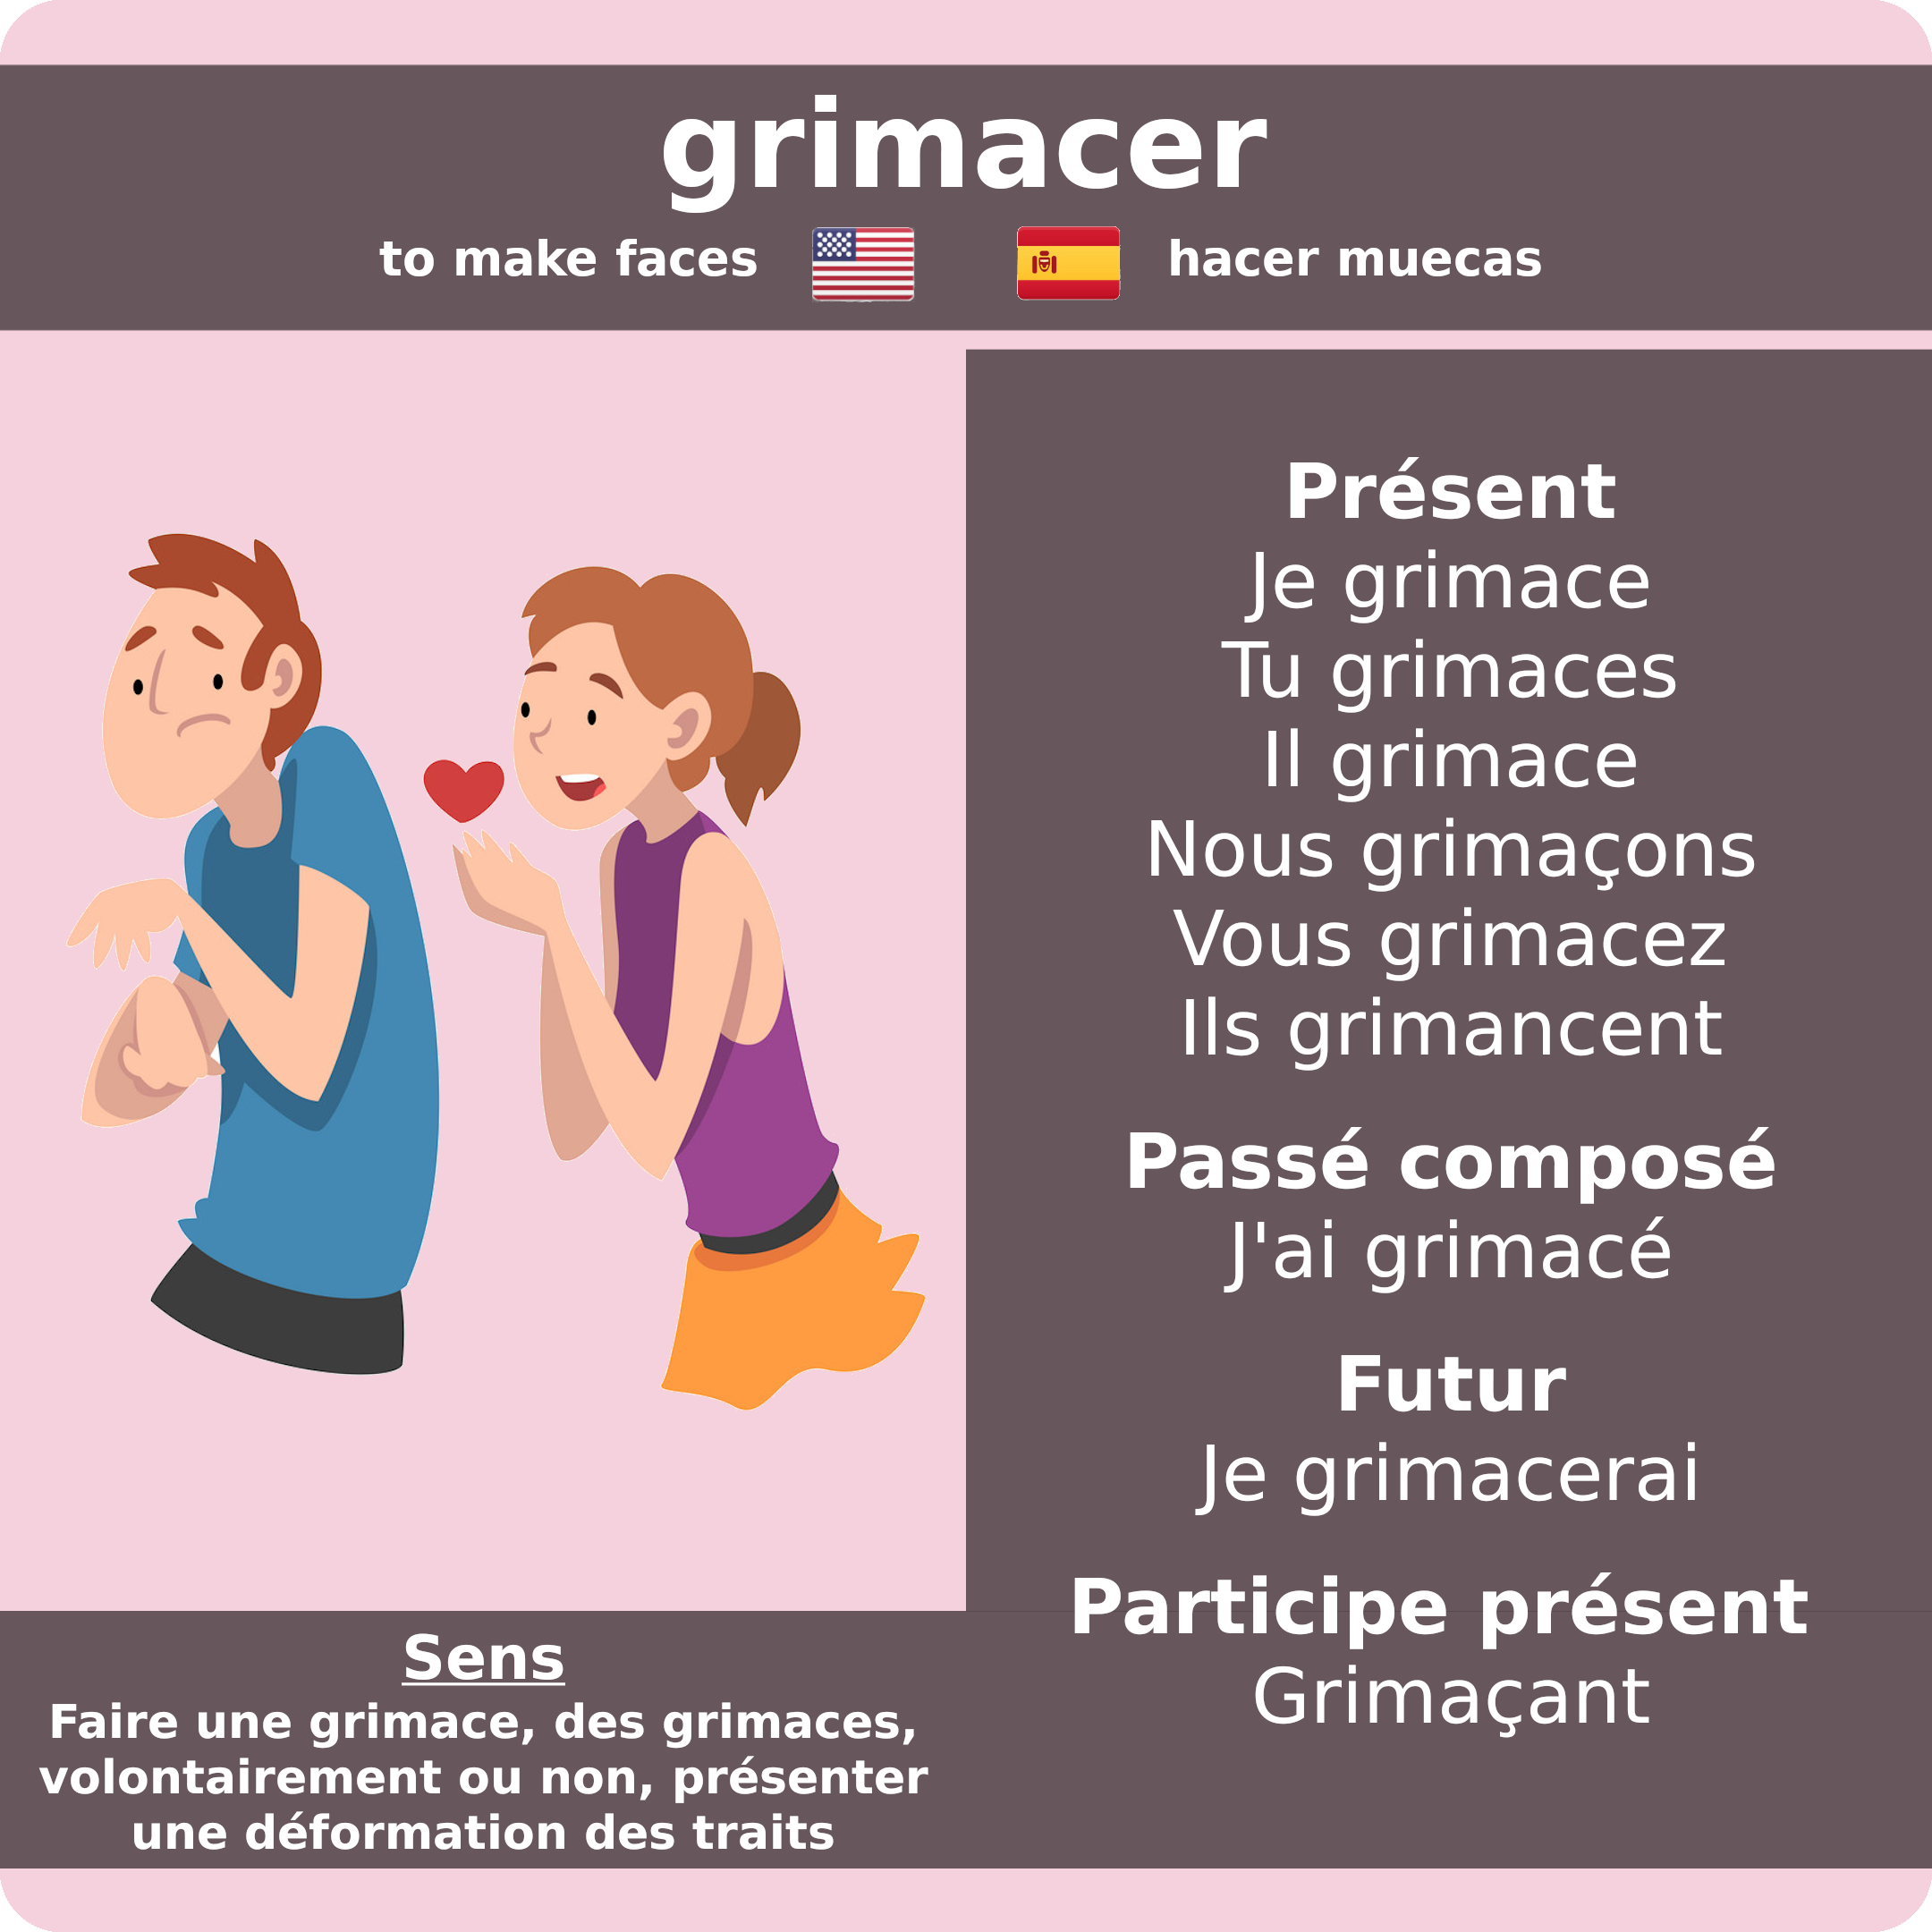 grimacer
to make faces hacer muecas
Présent
Je grimace
Tu grimaces
Il grimace
Nous grimaçons
Vous grimacez
Ils grimancent
Passé composé
J'ai grimacé
Futur
Je grimacerai
Participe présent
Grimaçant
Sens
Faire une grimace, des grimaces,
volontairement ou non, présenter
une déformation des traits